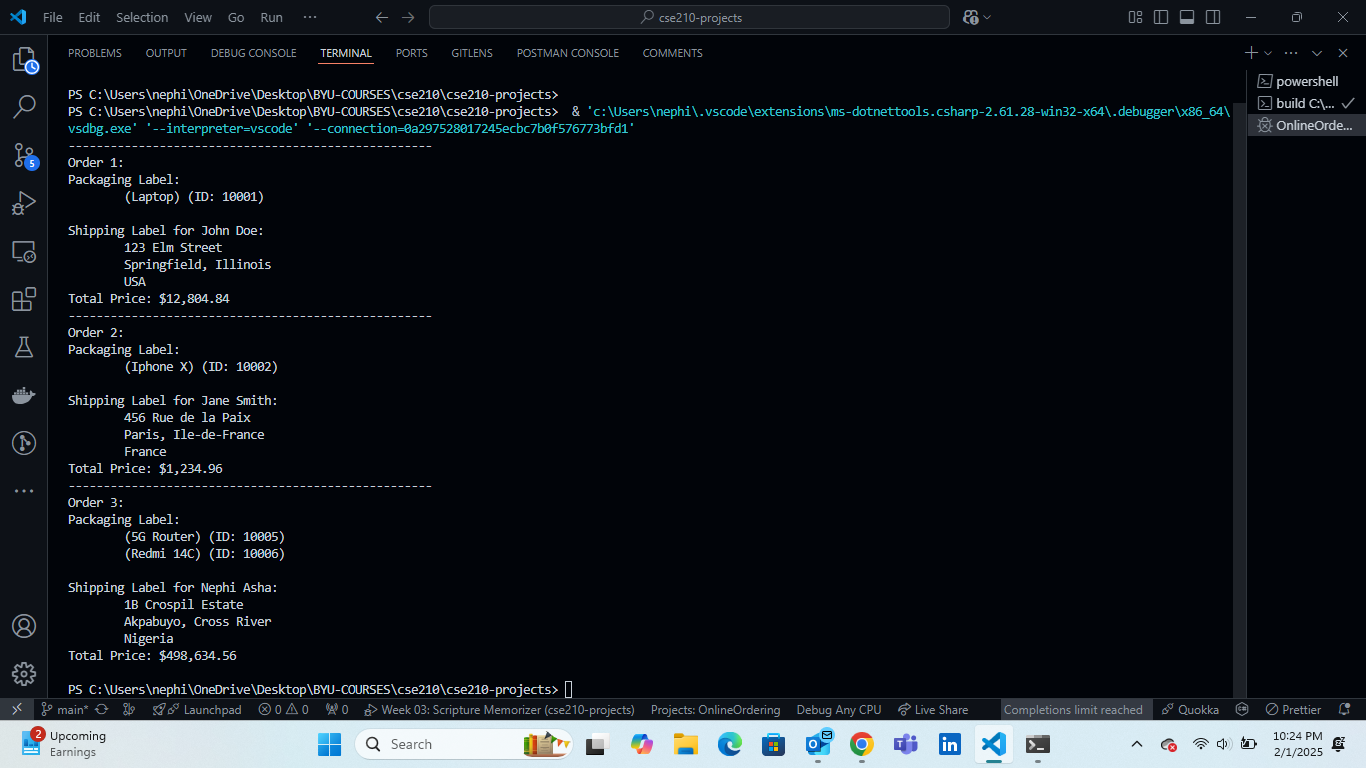 File Edit Selection View Go Run ···
cse210-projects
PROBLEMS OUTPUT DEBUG CONSOLE TERMINAL PORTS GITLENS POSTMAN CONSOLE COMMENTS
powershell
build C:\...
OnlineOrde...
5
PS C:\Users\nephi\OneDrive\Desktop\BYU-COURSES\cse210\cse210-projects>
PS C:\Users\nephi\OneDrive\Desktop\BYU-COURSES\cse210\cse210-projects>  & 'c:\Users\nephi\.vscode\extensions\ms-dotnettools.csharp-2.61.28-win32-x64\.debugger\x86_64\
vsdbg.exe' '--interpreter=vscode' '--connection=0a297528017245ecbc7b0f576773bfd1'
----------------------------------------------------
Order 1:
Packaging Label:
(Laptop) (ID: 10001)
Shipping Label for John Doe:
123 Elm Street
Springfield, Illinois
USA
Total Price: $12,804.84
----------------------------------------------------
Order 2:
Packaging Label:
(Iphone X) (ID: 10002)
Shipping Label for Jane Smith:
456 Rue de la Paix
Paris, Ile-de-France
France
Total Price: $1,234.96
----------------------------------------------------
Order 3:
Packaging Label:
(5G Router) (ID: 10005)
(Redmi 14C) (ID: 10006)
Shipping Label for Nephi Asha:
1B Crospil Estate
Akpabuyo, Cross River
Nigeria
Total Price: $498,634.56
PS C:\Users\nephi\OneDrive\Desktop\BYU-COURSES\cse210\cse210-projects>
main* Launchpad 0 0 0 Week 03: Scripture Memorizer (cse210-projects) Projects: OnlineOrdering Debug Any CPU Live Share Completions limit reached Quokka Prettier
2 Upcoming
Earnings
Search
10:24 PM
2/1/2025